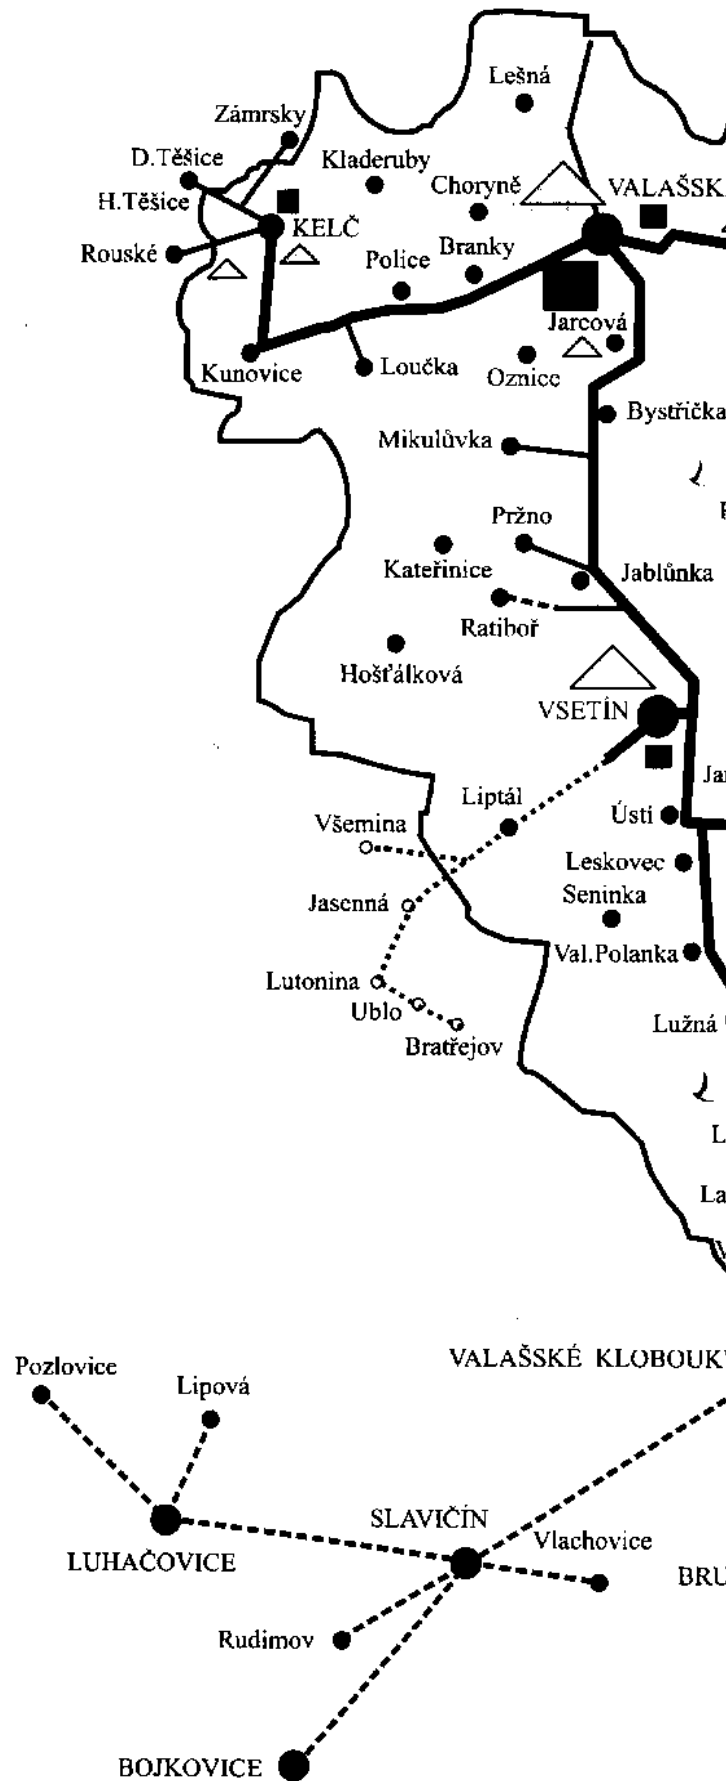 Lešná
Zámrsky
D.Těšice
Kladeruby
H.Těšice
Choryně
VALAŠSK
KELČ
Rouské
Police
Branky
Jarcová
Kunovice
Loučka
Oznice
Bystřička
Mikulůvka
Pržno
Kateřinice
Jablůnka
Ratiboř
Hošťálková
VSETÍN
Ja
Liptál
Ústí
Všemina
Leskovec
Seninka
Jasenná
Val.Polanka
Lutonina
Ublo
Lužná
Bratřejov
L
La
Pozlovice
VALAŠSKÉ KLOBOUK
Lipová
SLAVIČÍN
Vlachovice
LUHAČOVICE
BRU
Rudimov
BOJKOVICE